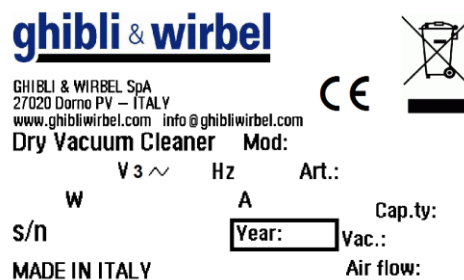 ghibli & wirbel
GHIBLI & WIRBEL SpA
27020 Dorno PV – ITALY
www.ghibliwirbel.com info@ghibliwirbel.com
CE
Dry Vacuum Cleaner Mod:
V 3 ~ Hz Art.:
W A Cap.ty:
s/n Year: Vac.:
MADE IN ITALY Air flow: